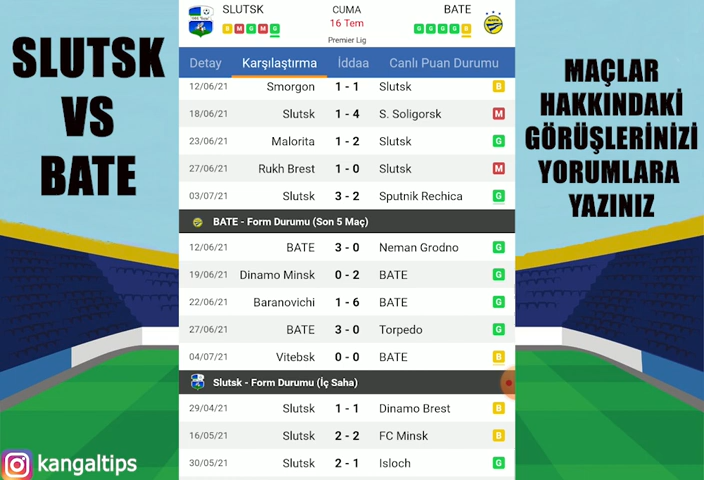 SLUTSK
VS
BATE
SLUTSK
B M G M G
CUMA
16 Tem
Premier Lig
BATE
G G G G B
Detay Karşılaştırma İddaa Canlı Puan Durumu
12/06/21 Smorgon 1 - 1 Slutsk B
18/06/21 Slutsk 1 - 4 S. Soligorsk M
23/06/21 Malorita 1 - 2 Slutsk G
27/06/21 Rukh Brest 1 - 0 Slutsk M
03/07/21 Slutsk 3 - 2 Sputnik Rechica G
BATE - Form Durumu (Son 5 Maç)
12/06/21 BATE 3 - 0 Neman Grodno G
19/06/21 Dinamo Minsk 0 - 2 BATE G
22/06/21 Baranovichi 1 - 6 BATE G
27/06/21 BATE 3 - 0 Torpedo G
04/07/21 Vitebsk 0 - 0 BATE B
Slutsk - Form Durumu (İç Saha)
29/04/21 Slutsk 1 - 1 Dinamo Brest B
16/05/21 Slutsk 2 - 2 FC Minsk B
30/05/21 Slutsk 2 - 1 Isloch G
MAÇLAR
HAKKINDAKİ
GÖRÜŞLERİNİZİ
YORUMLARA
YAZINIZ
kangaltips